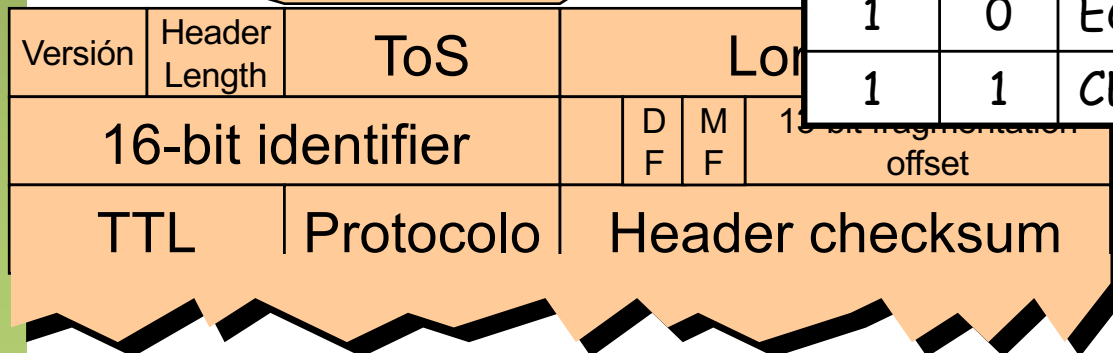 1 0
1 1
Versión Header Length ToS
16-bit identifier D F M F offset
TTL Protocolo Header checksum